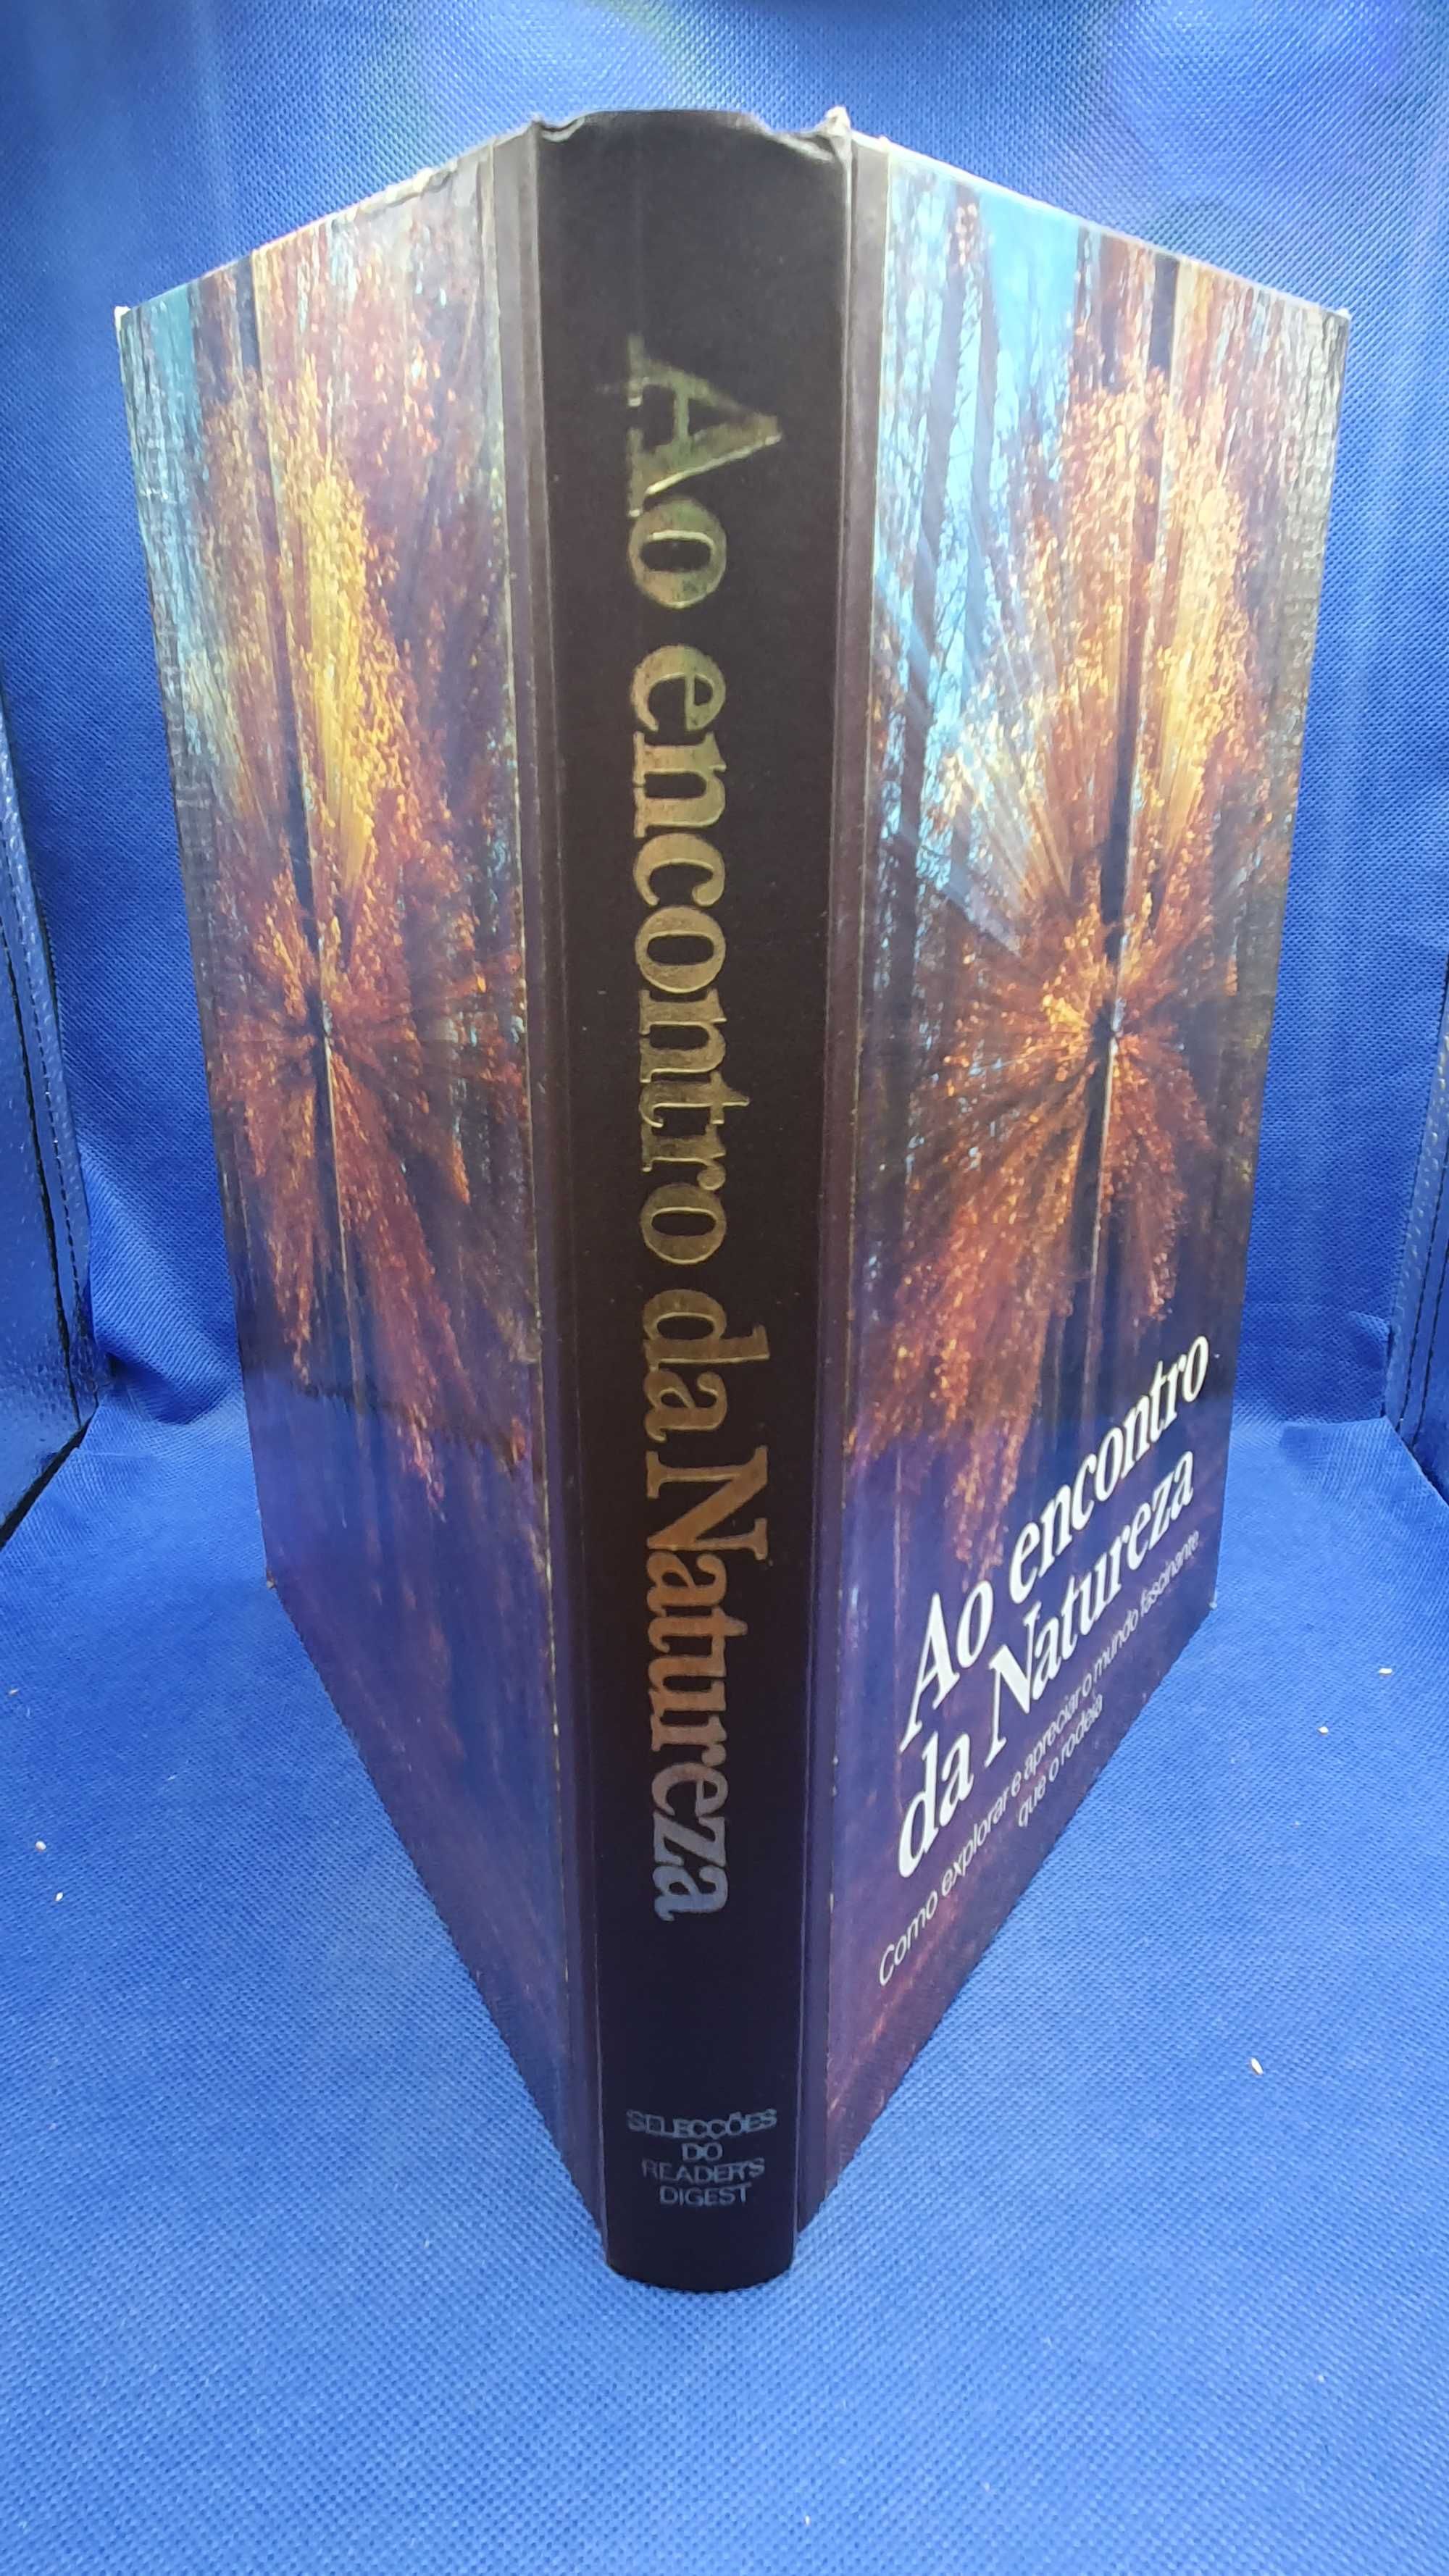 Ao encontro da Natureza
SELECÇÕES
DO
READER'S
DIGEST
Ao encontro
da Natureza
Como explorar e apreciar o mundo fascinante
que o rodeia